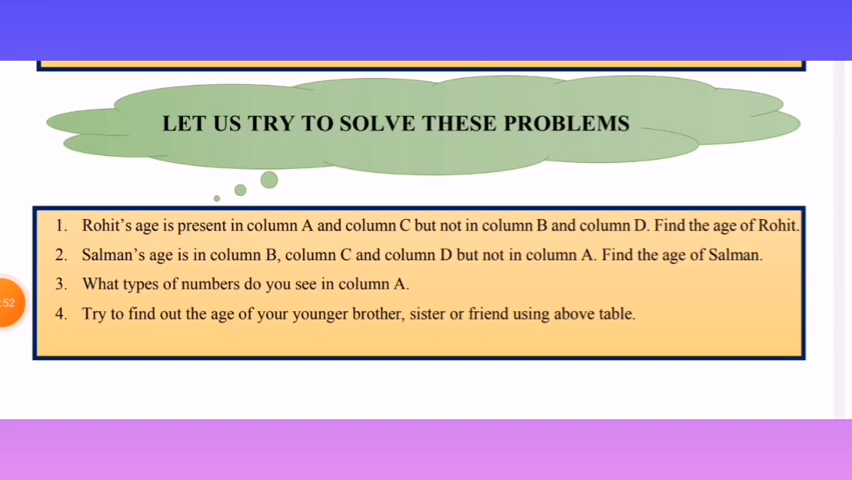 LET US TRY TO SOLVE THESE PROBLEMS
1. Rohit’s age is present in column A and column C but not in column B and column D. Find the age of Rohit.
2. Salman’s age is in column B, column C and column D but not in column A. Find the age of Salman.
3. What types of numbers do you see in column A.
4. Try to find out the age of your younger brother, sister or friend using above table.
:52